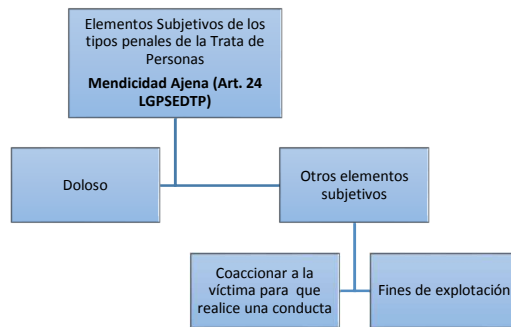 Elementos Subjetivos de los
tipos penales de la Trata de
Personas
Mendicidad Ajena (Art. 24
LGPSEDTP)
Doloso
Otros elementos
subjetivos
Coaccionar a la
víctima para que
realice una conducta
Fines de explotación